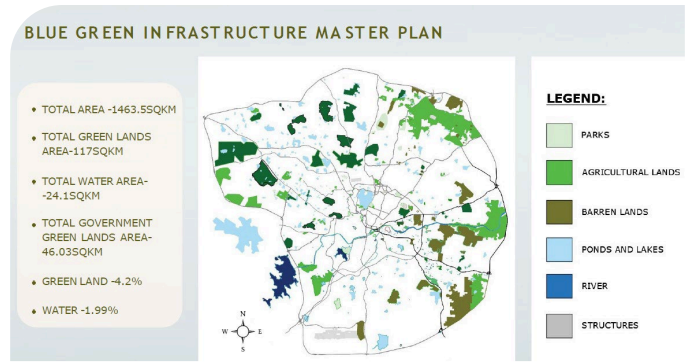 BLUE GREEN INFRASTRUCTURE MASTER PLAN
TOTAL AREA -1463.5SQKM
TOTAL GREEN LANDS
AREA-117SQKM
TOTAL WATER AREA-
-24.1SQKM
TOTAL GOVERNMENT
GREEN LANDS AREA-
46.03SQKM
GREEN LAND -4.2%
WATER -1.99%
N
W
E
S
LEGEND:
PARKS
AGRICULTURAL LANDS
BARREN LANDS
PONDS AND LAKES
RIVER
STRUCTURES